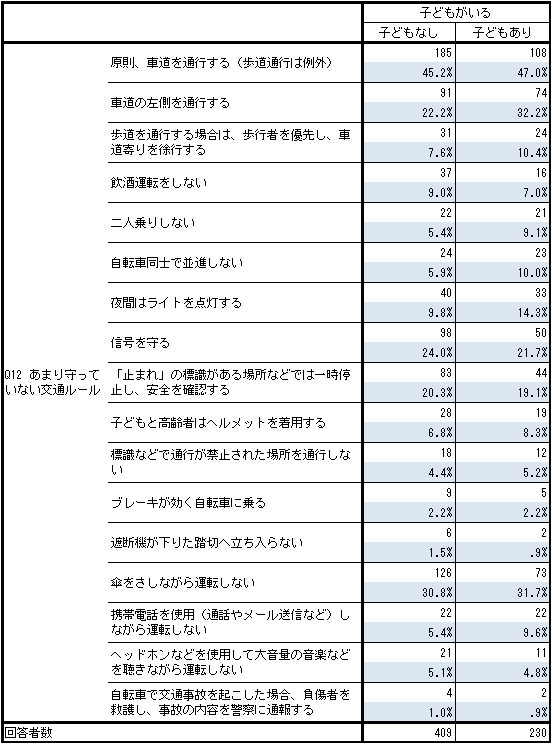 子どもがいる
子どもなし 子どもあり
Q12 あまり守って
いない交通ルール
原則、車道を通行する（歩道通行は例外） 185 108
45.2% 47.0%
車道の左側を通行する 91 74
22.2% 32.2%
歩道を通行する場合は、歩行者を優先し、車 31 24
道寄りを徐行する 7.6% 10.4%
飲酒運転をしない 37 16
9.0% 7.0%
二人乗りしない 22 21
5.4% 9.1%
自転車同士で並進しない 24 23
5.9% 10.0%
夜間はライトを点灯する 40 33
9.8% 14.3%
信号を守る 98 50
24.0% 21.7%
「止まれ」の標識がある場所などでは一時停 83 44
止し、安全を確認する 20.3% 19.1%
子どもと高齢者はヘルメットを着用する 28 19
6.8% 8.3%
標識などで通行が禁止された場所を通行しな 18 12
い 4.4% 5.2%
ブレーキが効く自転車に乗る 9 5
2.2% 2.2%
遮断機が下りた踏切へ立ち入らない 6 2
1.5% .9%
傘をさしながら運転しない 126 73
30.8% 31.7%
携帯電話を使用（通話やメール送信など）し 22 22
ながら運転しない 5.4% 9.6%
ヘッドホンなどを使用して大音量の音楽など 21 11
を聴きながら運転しない 5.1% 4.8%
自転車で交通事故を起こした場合、負傷者を 4 2
救護し、事故の内容を警察に通報する 1.0% .9%
回答者数 409 230